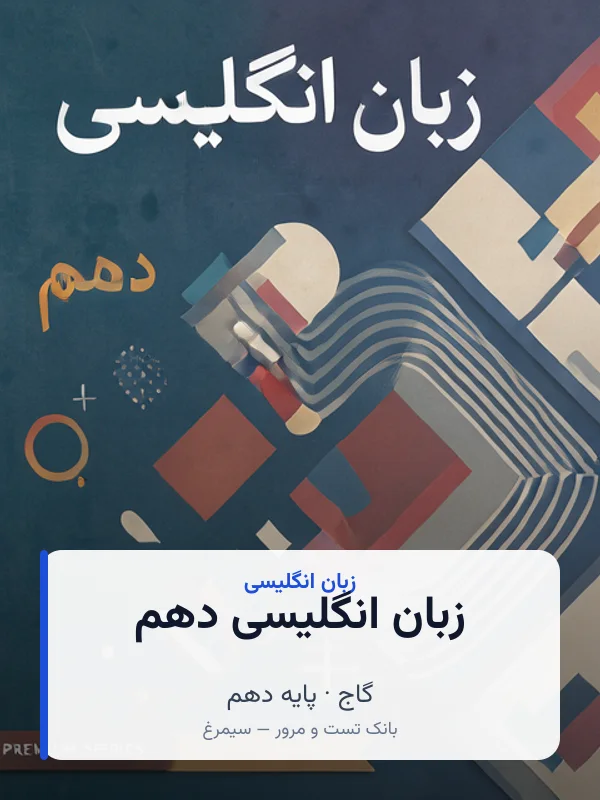 زبان انگلیسی
دهم
زبان انگلیسی
زبان انگلیسی دهم
گاج · پایه دهم
بانک تست و مرور — سیمرغ